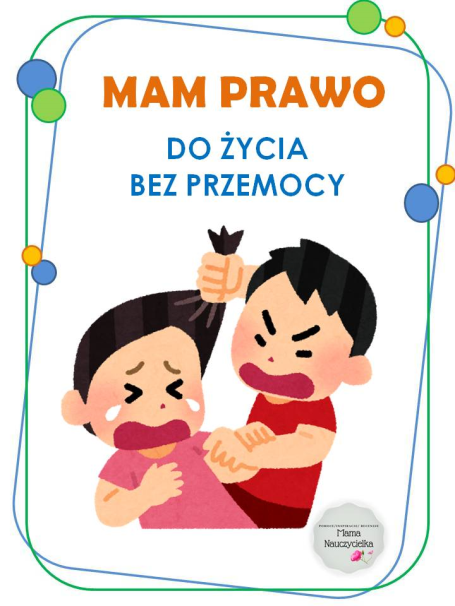 MAM PRAWO
DO ŻYCIA
BEZ PRZEMOCY
Mama
Nauczycielka